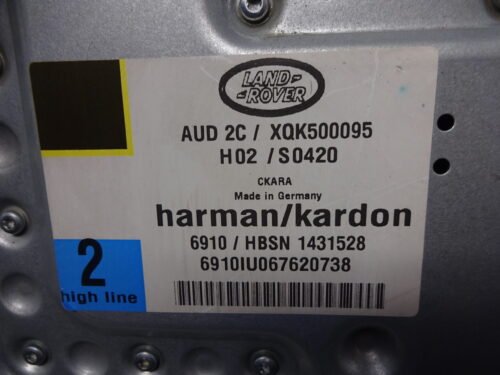 LAND
ROVER
AUD 2C / XQK500095
H02 /S0420
CKARA
Made in Germany
harman/kardon
6910 / HBSN 1431528
6910IU067620738
2
high line